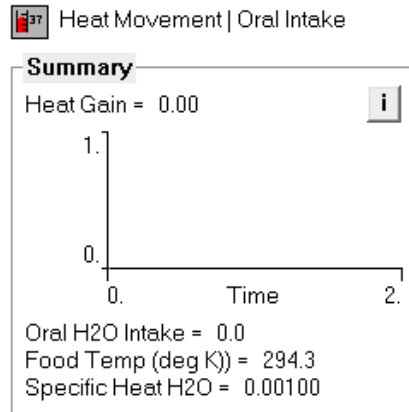 37 Heat Movement | Oral Intake
Summary
Heat Gain = 0.00
i
1.
0.
0. Time 2.
Oral H2O Intake = 0.0
Food Temp (deg K)) = 294.3
Specific Heat H2O = 0.00100